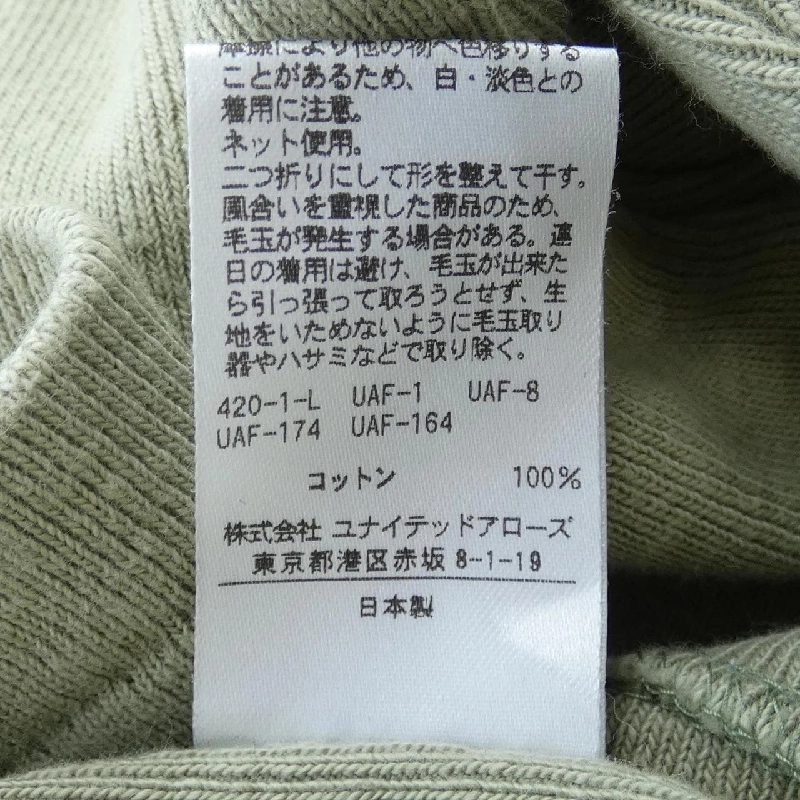 摩擦により他の物へ色移りする
ことがあるため、白・淡色との
着用に注意。
ネット使用。
二つ折りにして形を整えて干す。
風合いを重視した商品のため、
毛玉が発生する場合がある。連
日の着用は避け、毛玉が出来た
ら引っ張って取ろうとせず、生
地をいためないように毛玉取り
器やハサミなどで取り除く。
420-1-L UAF-1 UAF-8
UAF-174 UAF-164
コットン 100%
株式会社 ユナイテッドアローズ
東京都港区赤坂 8-1-19
日本製